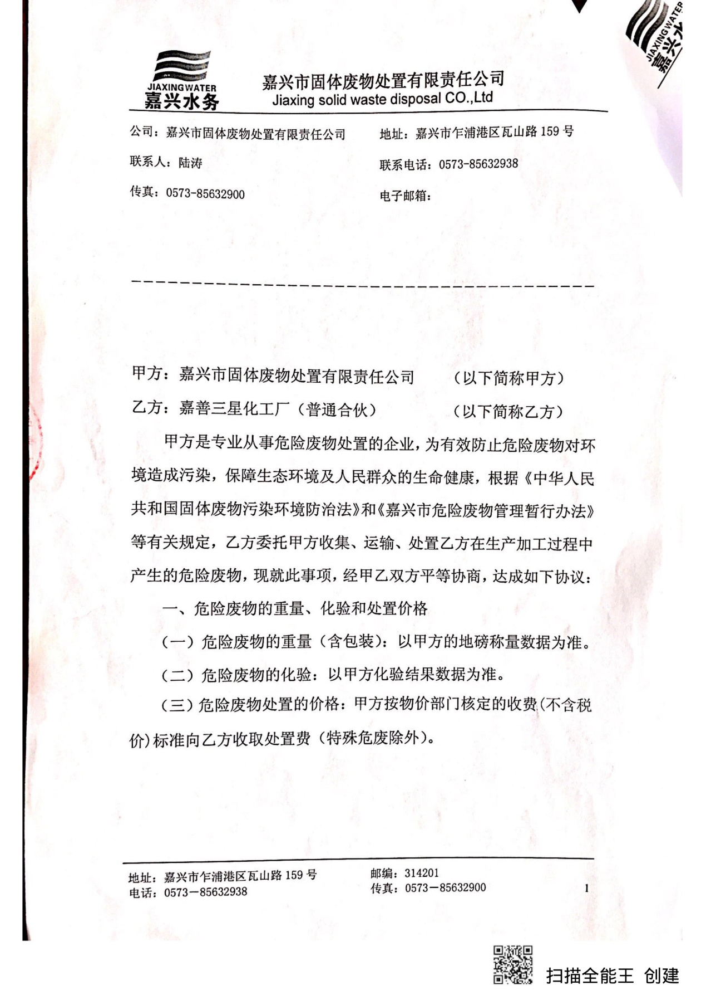 JIAXING WATER
嘉兴水务
嘉兴市固体废物处置有限责任公司
Jiaxing solid waste disposal CO.,Ltd
JIAXING WATER
嘉兴水
公司：嘉兴市固体废物处置有限责任公司 地址：嘉兴市乍浦港区瓦山路 159 号
联系人：陆涛 联系电话：0573-85632938
传真：0573-85632900 电子邮箱：
甲方：嘉兴市固体废物处置有限责任公司 （以下简称甲方）
乙方：嘉善三星化工厂（普通合伙） （以下简称乙方）
甲方是专业从事危险废物处置的企业，为有效防止危险废物对环
境造成污染，保障生态环境及人民群众的生命健康，根据《中华人民
共和国固体废物污染环境防治法》和《嘉兴市危险废物管理暂行办法》
等有关规定，乙方委托甲方收集、运输、处置乙方在生产加工过程中
产生的危险废物，现就此事项，经甲乙双方平等协商，达成如下协议：
一、危险废物的重量、化验和处置价格
（一）危险废物的重量（含包装）：以甲方的地磅称量数据为准。
（二）危险废物的化验：以甲方化验结果数据为准。
（三）危险废物处置的价格：甲方按物价部门核定的收费(不含税
价)标准向乙方收取处置费（特殊危废除外）。
地址：嘉兴市乍浦港区瓦山路 159 号 邮编：314201
电话：0573－85632938 传真：0573－85632900 1
扫描全能王 创建